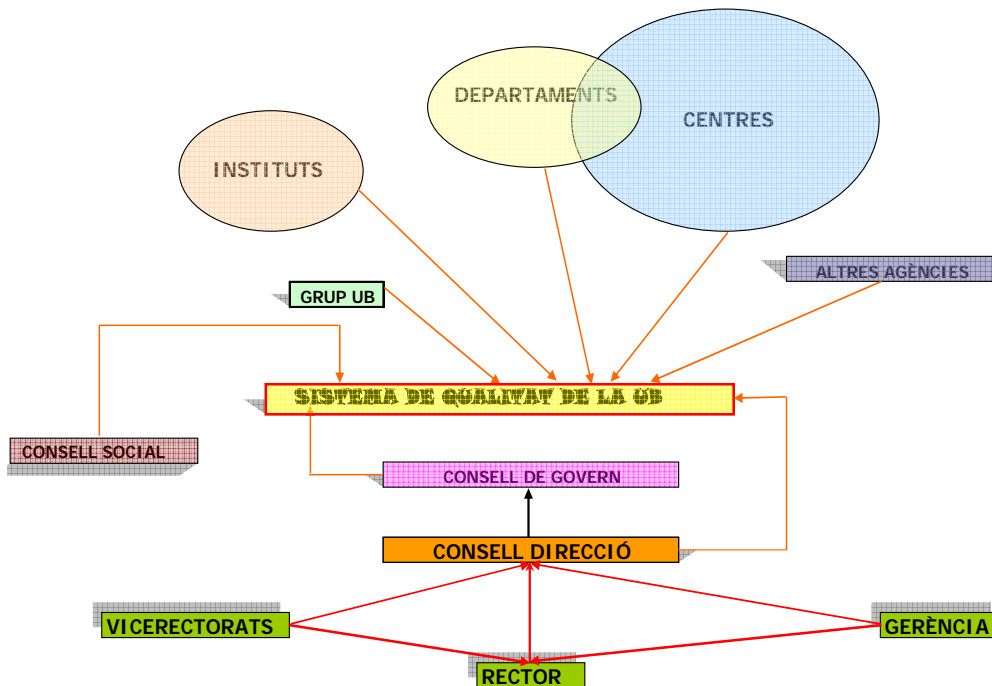 DEPARTAMENTS
CENTRES
INSTITUTS
ALTRES AGÈNCIES
GRUP UB
SISTEMA DE QUALITAT DE LA UB
CONSELL SOCIAL
CONSELL DE GOVERN
CONSELL DIRECCIÓ
VICERECTORATS
GERÈNCIA
RECTOR